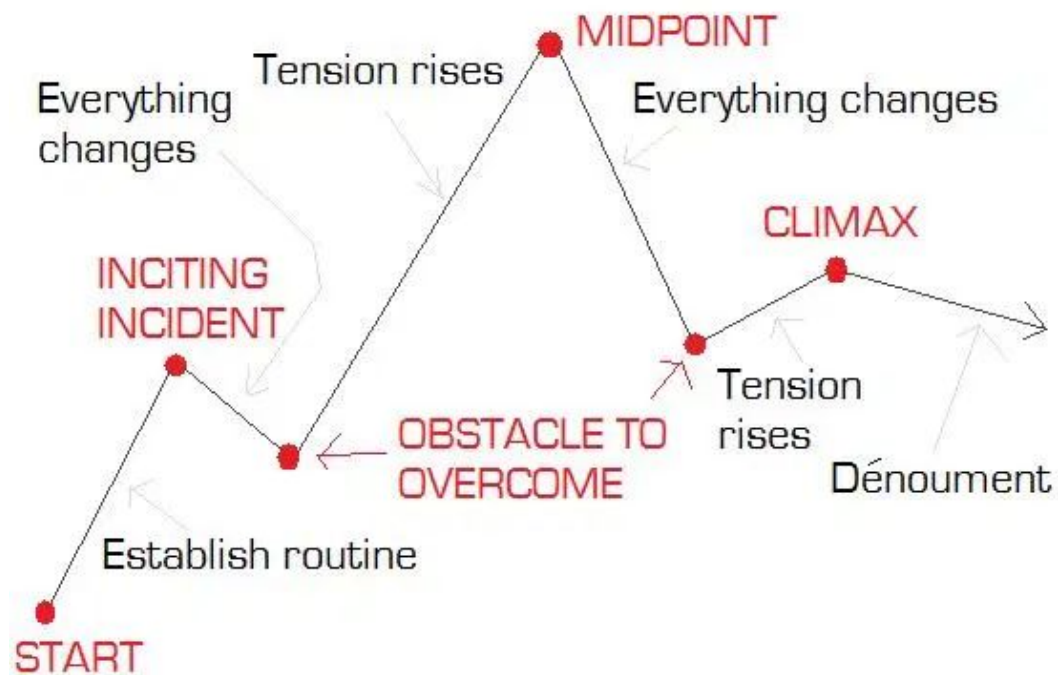 MIDPOINT
Tension rises
Everything
changes
Everything changes
CLIMAX
INCITING
INCIDENT
OBSTACLE TO
OVERCOME
Tension
rises
Dénoument
Establish routine
START